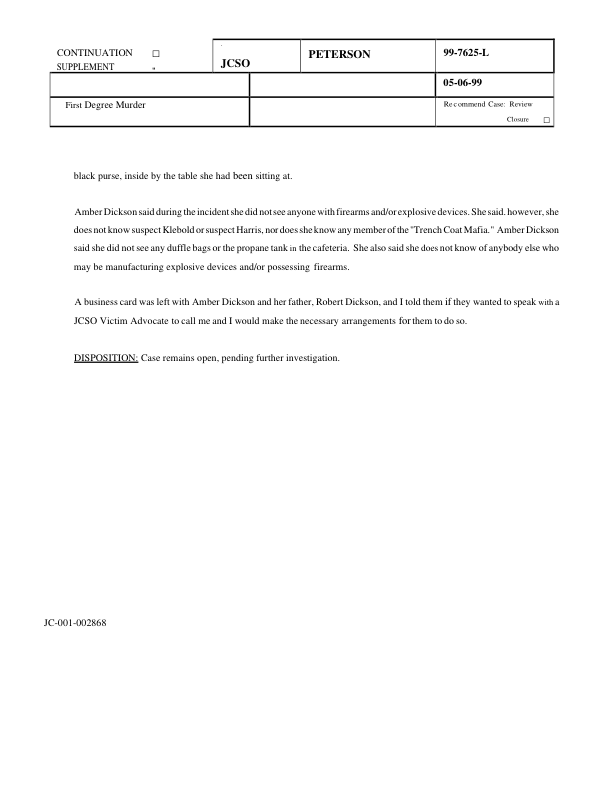 CONTINUATION □
SUPPLEMENT
JCSO
PETERSON
99-7625-L
05-06-99
First Degree Murder
Recommend Case: Review
Closure □
black purse, inside by the table she had been sitting at.
Amber Dickson said during the incident she did not see anyone with firearms and/or explosive devices. She said. however, she
does not know suspect Klebold or suspect Harris, nor does she know any member of the "Trench Coat Mafia." Amber Dickson
said she did not see any duffle bags or the propane tank in the cafeteria. She also said she does not know of anybody else who
may be manufacturing explosive devices and/or possessing firearms.
A business card was left with Amber Dickson and her father, Robert Dickson, and I told them if they wanted to speak with a
JCSO Victim Advocate to call me and I would make the necessary arrangements for them to do so.
DISPOSITION: Case remains open, pending further investigation.
JC-001-002868